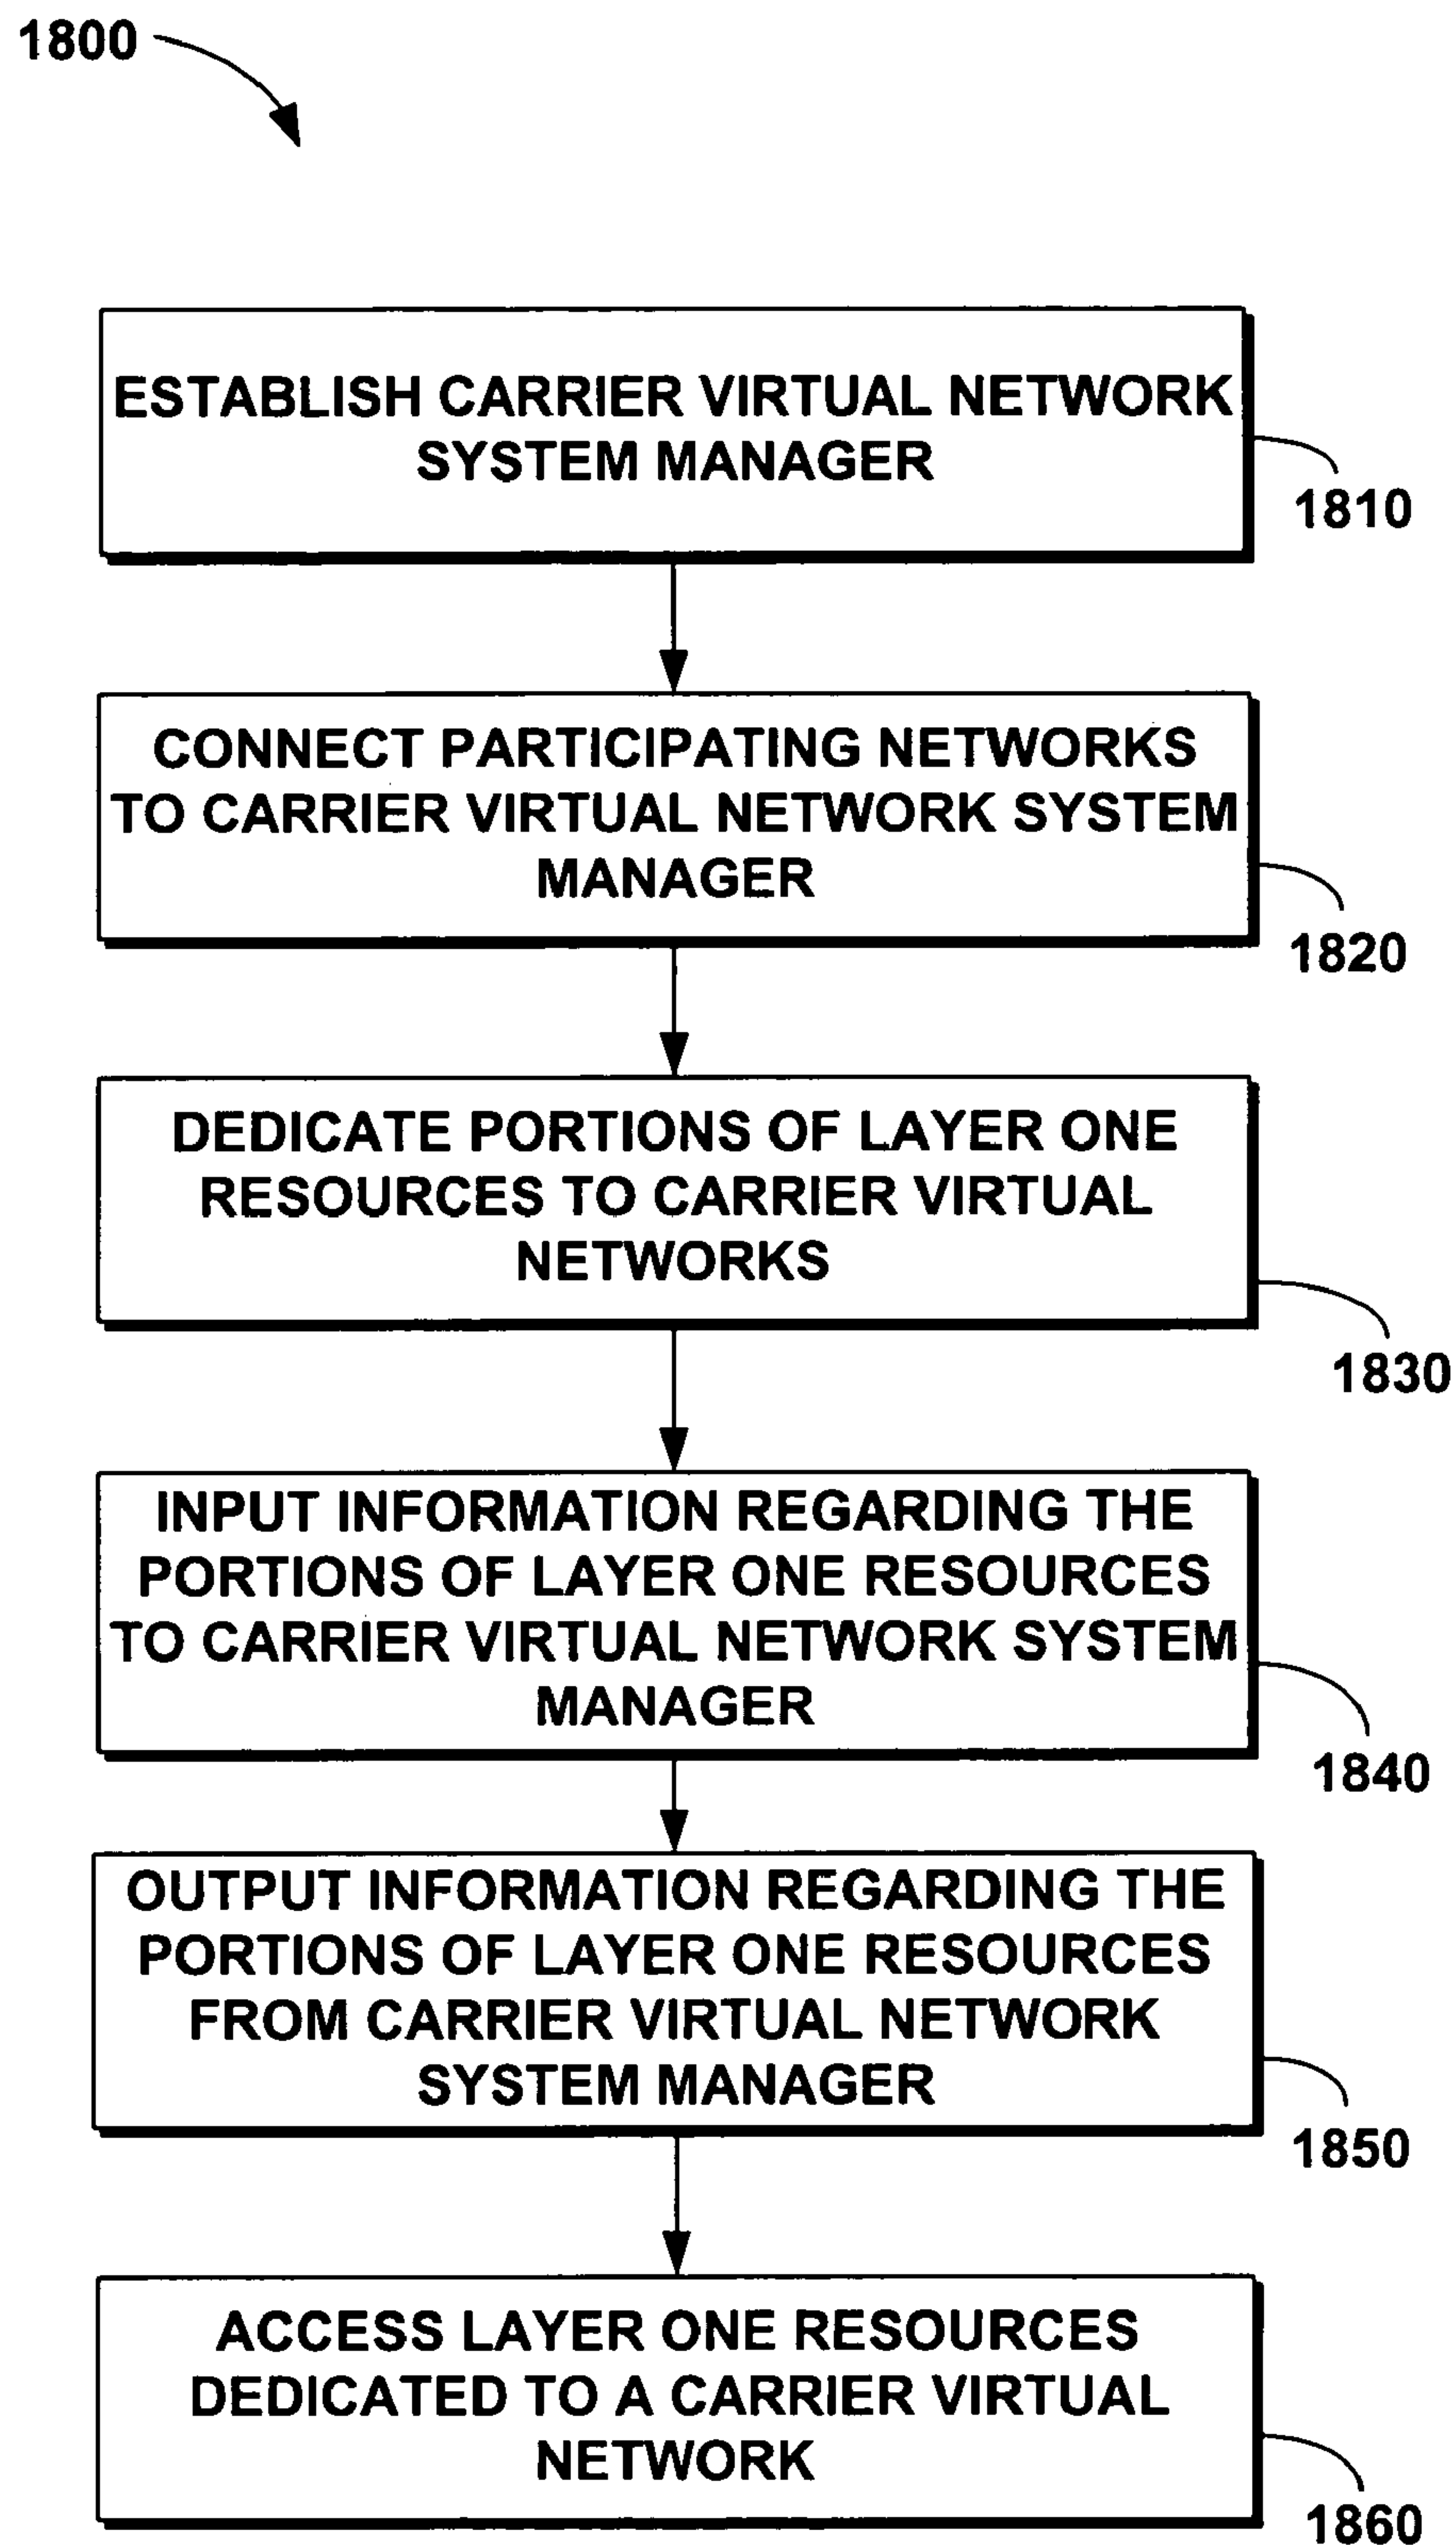 1800
ESTABLISH CARRIER VIRTUAL NETWORK
SYSTEM MANAGER
1810
CONNECT PARTICIPATING NETWORKS
TO CARRIER VIRTUAL NETWORK SYSTEM
MANAGER
1820
DEDICATE PORTIONS OF LAYER ONE
RESOURCES TO CARRIER VIRTUAL
NETWORKS
1830
INPUT INFORMATION REGARDING THE
PORTIONS OF LAYER ONE RESOURCES
TO CARRIER VIRTUAL NETWORK SYSTEM
MANAGER
1840
OUTPUT INFORMATION REGARDING THE
PORTIONS OF LAYER ONE RESOURCES
FROM CARRIER VIRTUAL NETWORK
SYSTEM MANAGER
1850
ACCESS LAYER ONE RESOURCES
DEDICATED TO A CARRIER VIRTUAL
NETWORK
1860